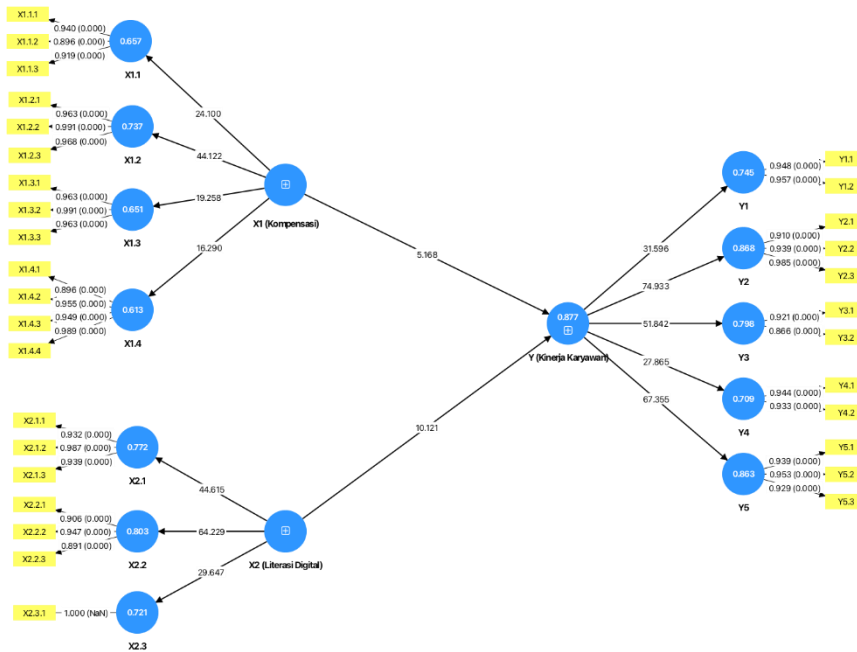 X1.1.1
0.940 (0.000)
X1.1.2
0.896 (0.000)
0.657
0.919 (0.000)
X1.1.3
X1.1
X1.2.1
0.963 (0.000)
X1.2.2
0.991 (0.000)
0.737
0.968 (0.000)
X1.2.3
X1.2
X1.3.1
0.963 (0.000)
X1.3.2
0.991 (0.000)
0.651
0.963 (0.000)
X1.3.3
X1.3
X1.4.1
0.896 (0.000)
X1.4.2
0.955 (0.000)
0.613
0.949 (0.000)
X1.4.3
0.989 (0.000)
X1.4.4
X1.4
24.100
44.122
19.258
16.290
X1 (Kompensasi)
5.168
X2.1.1
0.932 (0.000)
X2.1.2
0.987 (0.000)
0.772
0.939 (0.000)
X2.1.3
X2.1
X2.2.1
0.906 (0.000)
X2.2.2
0.947 (0.000)
0.803
0.891 (0.000)
X2.2.3
X2.2
X2.3.1
1.000 (NaN)
0.721
X2.3
44.615
64.229
29.647
X2 (Literasi Digital)
10.121
0.877
Y (Kinerja Karyawan)
31.596
74.933
51.842
27.865
67.355
0.745
0.948 (0.000)
Y1.1
0.957 (0.000)
Y1.2
Y1
0.868
0.910 (0.000)
Y2.1
0.939 (0.000)
Y2.2
0.985 (0.000)
Y2.3
Y2
0.798
0.921 (0.000)
Y3.1
0.866 (0.000)
Y3.2
Y3
0.709
0.944 (0.000)
Y4.1
0.933 (0.000)
Y4.2
Y4
0.863
0.939 (0.000)
Y5.1
0.953 (0.000)
Y5.2
0.929 (0.000)
Y5.3
Y5